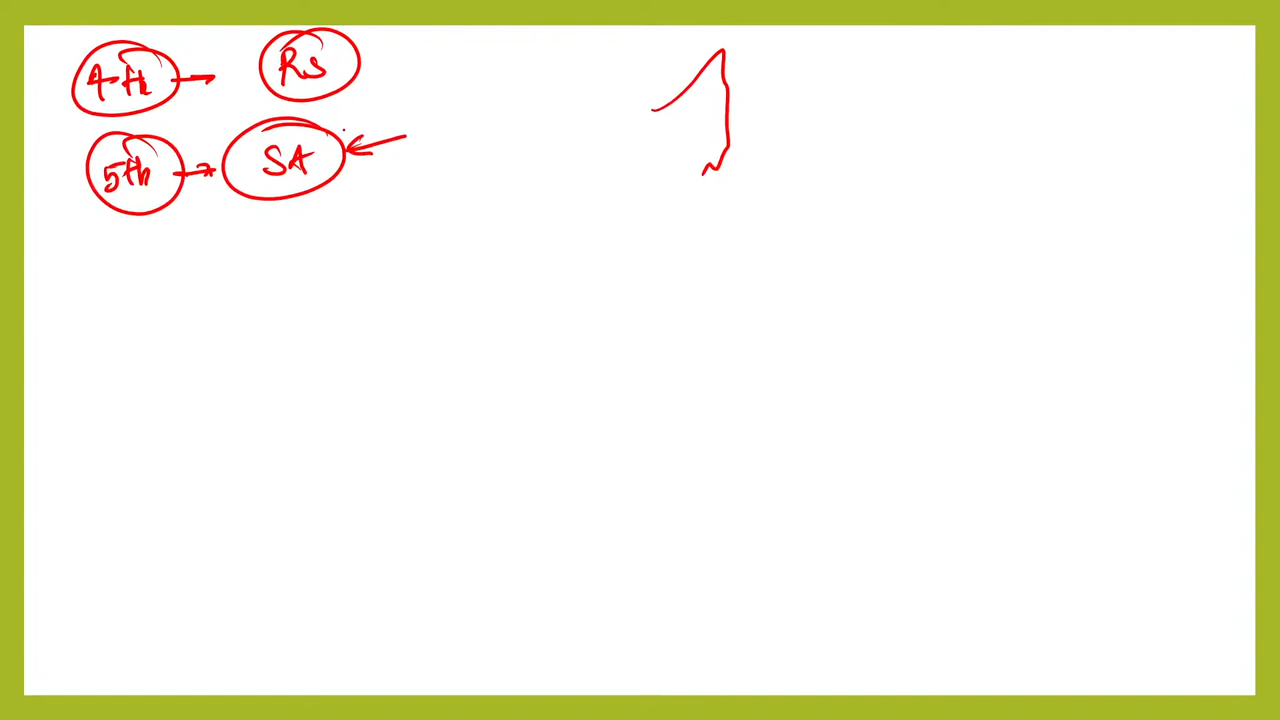 4th → RS
5th → SA ←